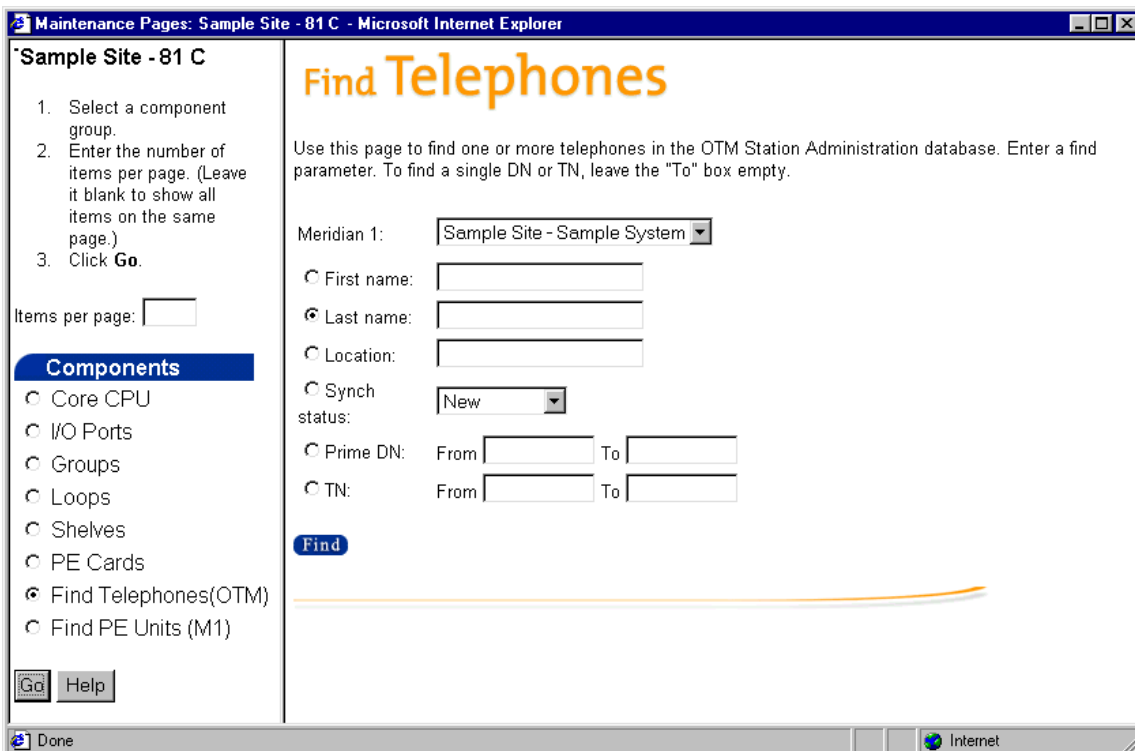 Maintenance Pages: Sample Site - 81 C - Microsoft Internet Explorer
Sample Site - 81 C
1. Select a component
group.
2. Enter the number of
items per page. (Leave
it blank to show all
items on the same
page.)
3. Click Go.
Items per page:
Components
Core CPU
I/O Ports
Groups
Loops
Shelves
PE Cards
Find Telephones(OTM)
Find PE Units (M1)
Go Help
Find Telephones
Use this page to find one or more telephones in the OTM Station Administration database. Enter a find
parameter. To find a single DN or TN, leave the "To" box empty.
Meridian 1: Sample Site - Sample System
First name:
Last name:
Location:
Synch
status: New
Prime DN: From To
TN: From To
Find
Done Internet